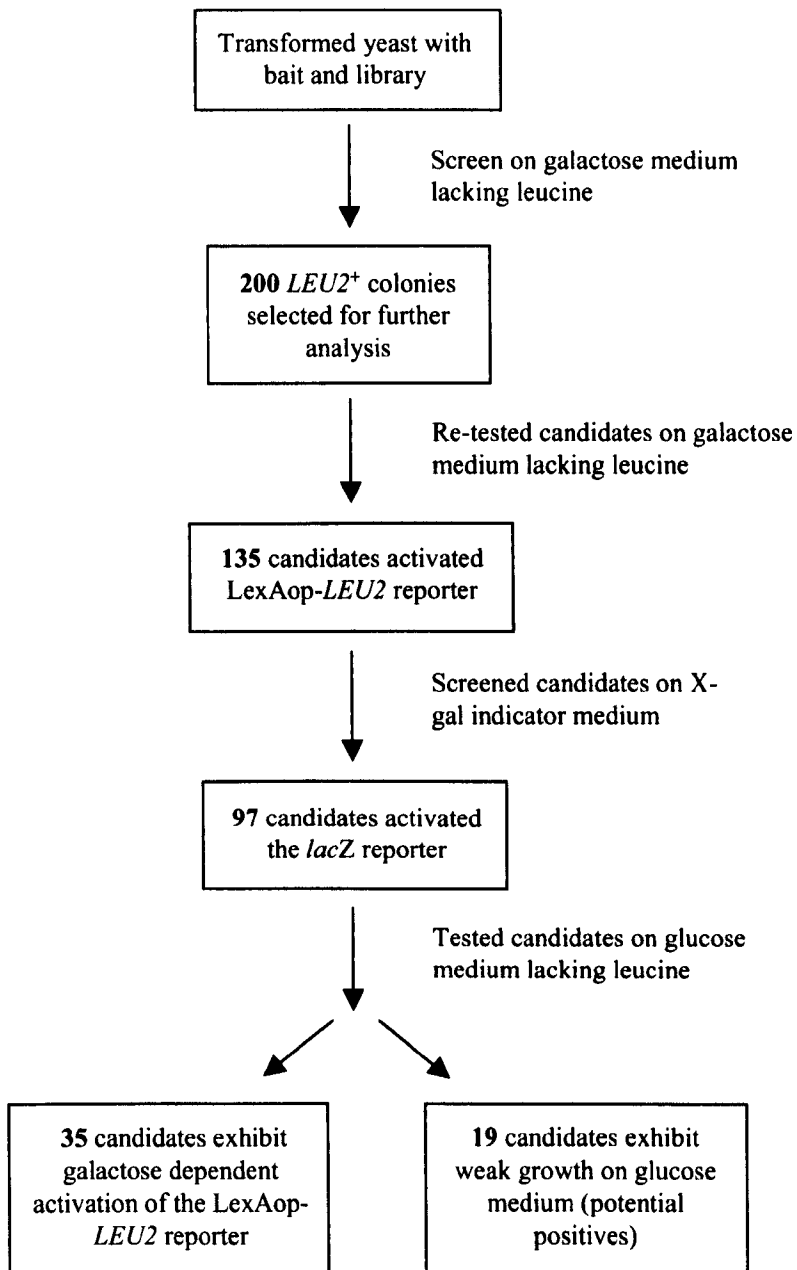 Transformed yeast with
bait and library
Screen on galactose medium
lacking leucine
200 LEU2+ colonies
selected for further
analysis
Re-tested candidates on galactose
medium lacking leucine
135 candidates activated
LexAop-LEU2 reporter
Screened candidates on X-
gal indicator medium
97 candidates activated
the lacZ reporter
Tested candidates on glucose
medium lacking leucine
35 candidates exhibit
galactose dependent
activation of the LexAop-
LEU2 reporter
19 candidates exhibit
weak growth on glucose
medium (potential
positives)